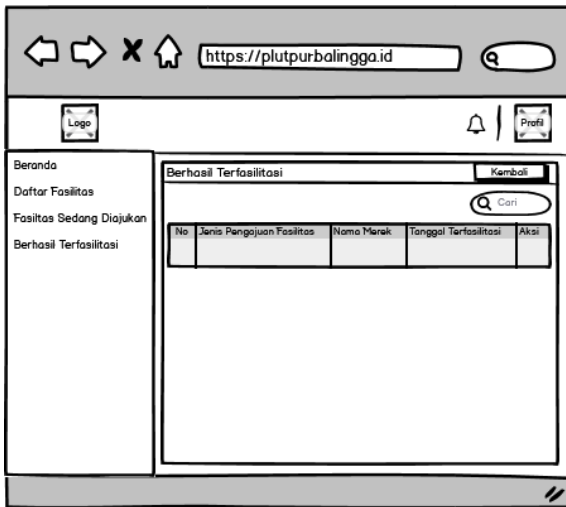 https://plutpurbalingga.id
Logo
Profil
Beranda
Daftar Fasilitas
Fasiltas Sedang Diajukan
Berhasil Terfasilitasi
Berhasil Terfasilitasi
Kembali
Cari
No Jenis Pengajuan Fasilitas Nama Merek Tanggal Terfasilitasi Aksi